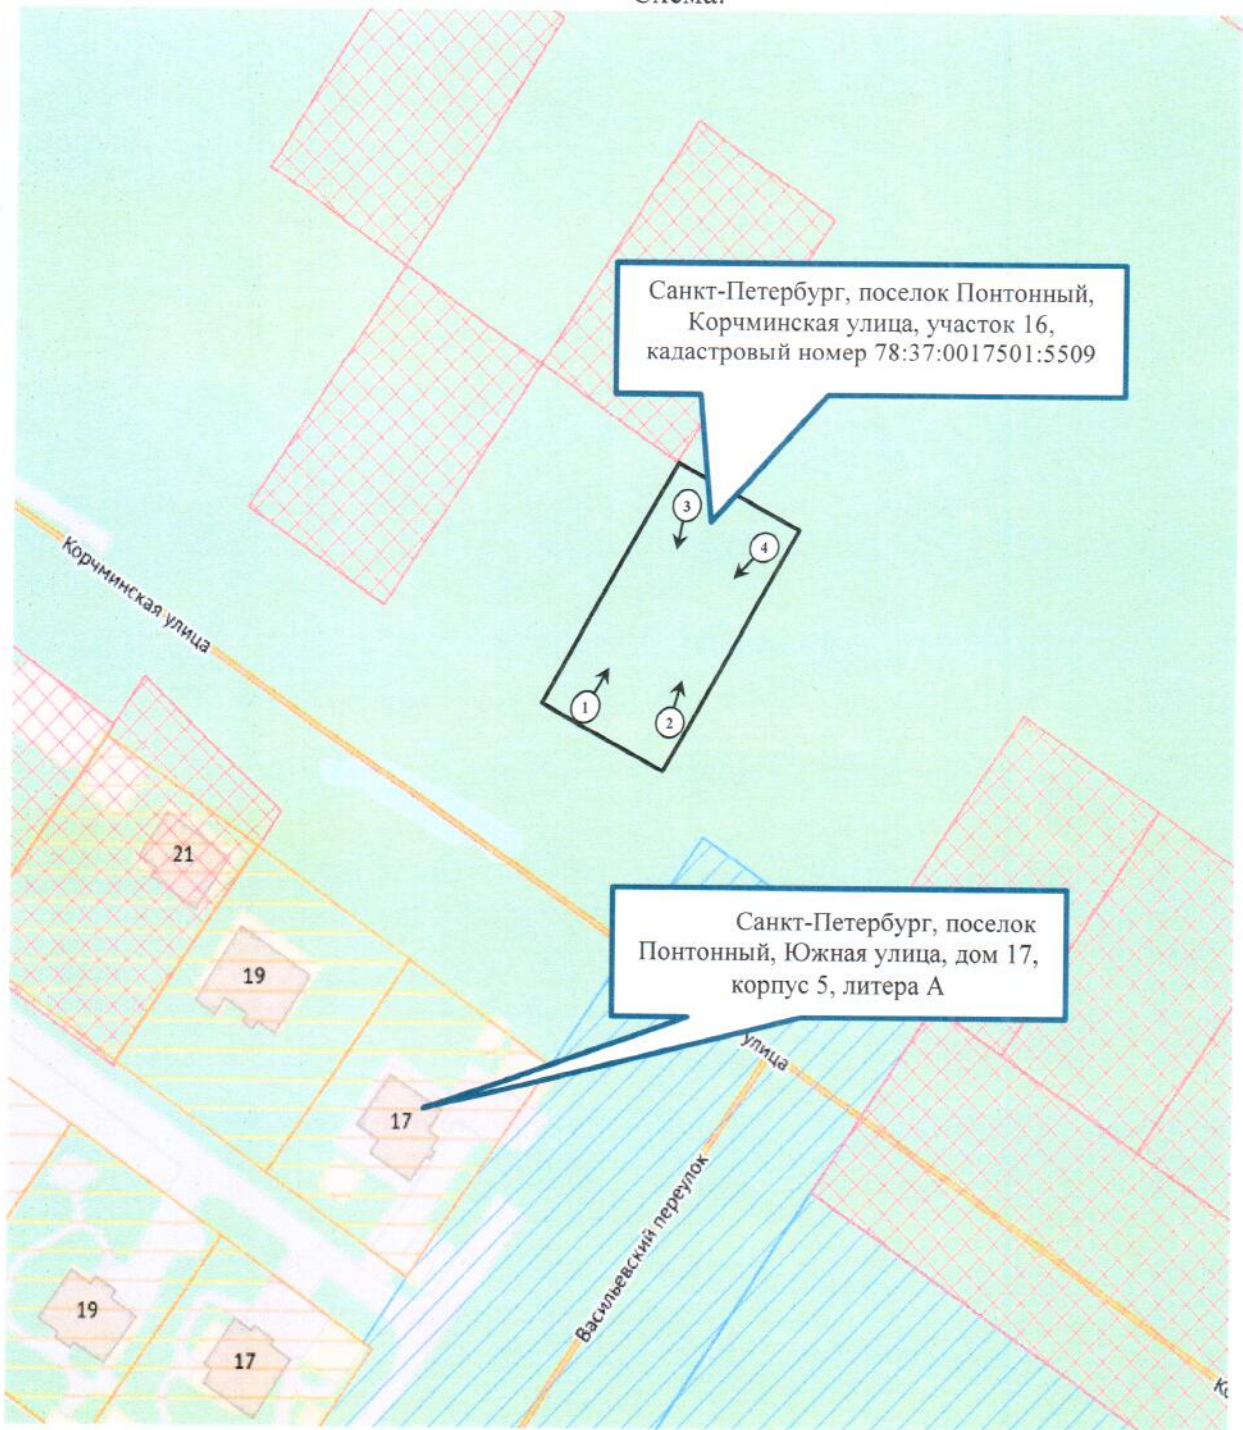 Схема:
Санкт-Петербург, поселок Понтонный,
Корчминская улица, участок 16,
кадастровый номер 78:37:0017501:5509
3
4
Корчминская улица
1
2
21
Санкт-Петербург, поселок
Понтонный, Южная улица, дом 17,
корпус 5, литера А
19
улица
17
Васильевский переулок
19
17